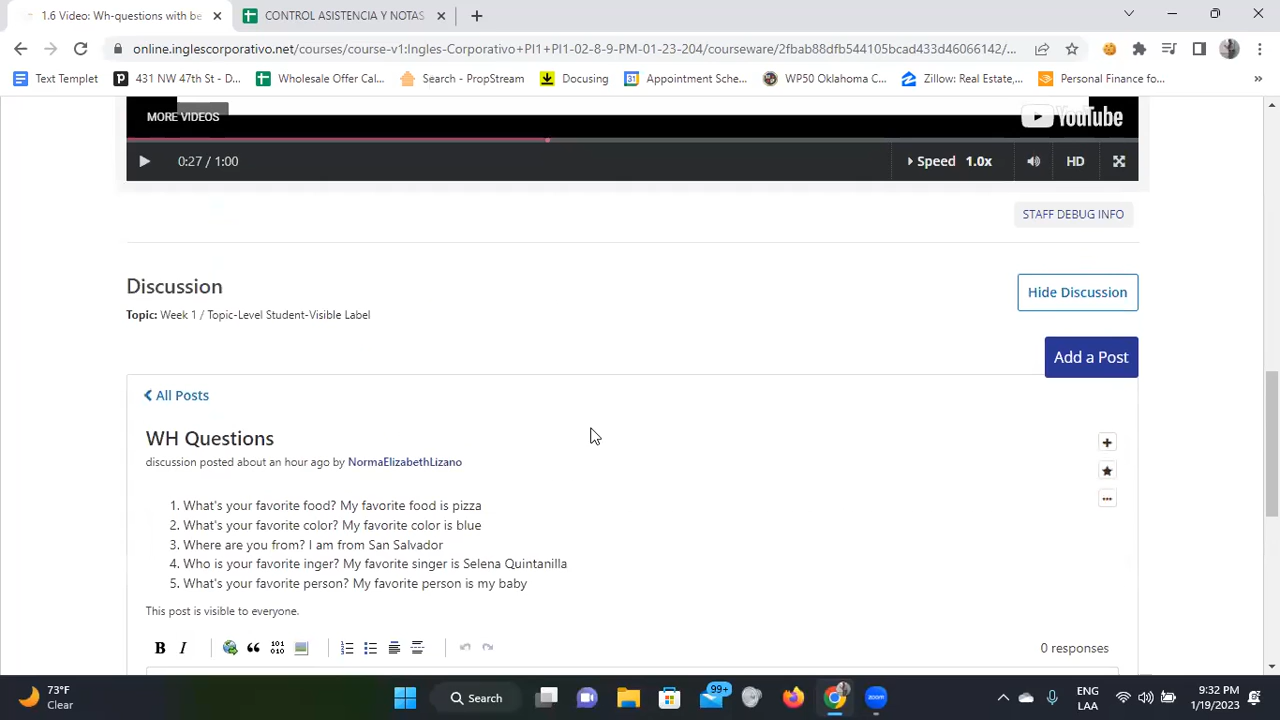 1.6 Video: Wh-questions with be
CONTROL ASISTENCIA Y NOTAS
online.inglescorporativo.net/courses/course-v1:Ingles-Corporativo+PI1+PI1-02-8-9-PM-01-23-204/courseware/2fbab88dfb544105bcad433d46066142/...
Text Templet
431 NW 47th St - D...
Wholesale Offer Cal...
Search - PropStream
Docusing
Appointment Sche...
WP50 Oklahoma C...
Zillow: Real Estate,...
Personal Finance fo...
MORE VIDEOS
YouTube
0:27 / 1:00
Speed 1.0x
HD
STAFF DEBUG INFO
Discussion
Hide Discussion
Topic: Week 1 / Topic-Level Student-Visible Label
Add a Post
All Posts
WH Questions
discussion posted about an hour ago by NormaElizabethLizano
1. What's your favorite food? My favorite food is pizza
2. What's your favorite color? My favorite color is blue
3. Where are you from? I am from San Salvador
4. Who is your favorite inger? My favorite singer is Selena Quintanilla
5. What's your favorite person? My favorite person is my baby
This post is visible to everyone.
B I
0 responses
73°F
Clear
Search
99+
zoom
ENG
LAA
9:32 PM
1/19/2023